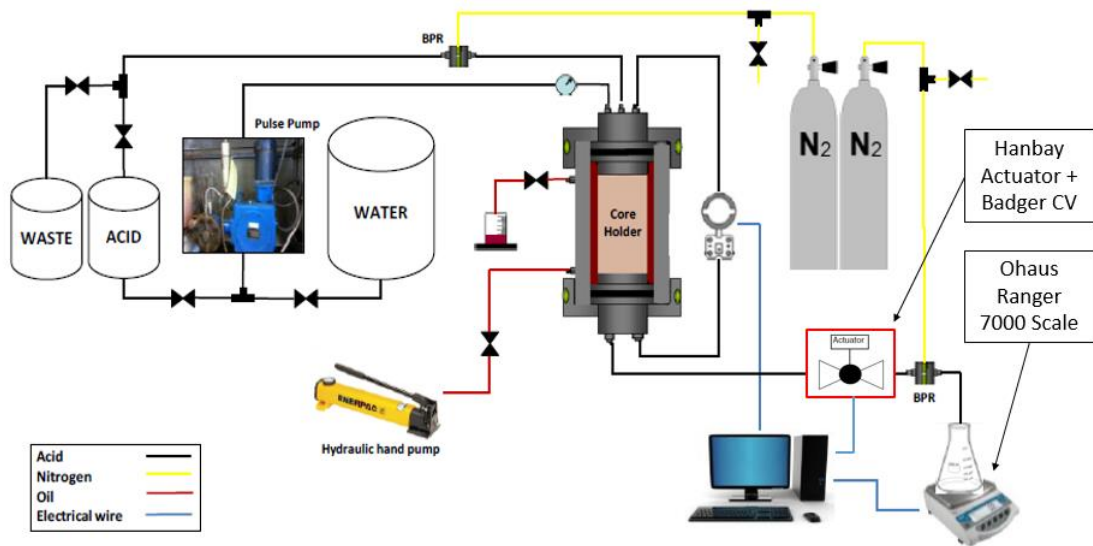 BPR
Pulse Pump
WASTE
ACID
WATER
Core
Holder
N2
N2
Hanbay
Actuator +
Badger CV
Ohaus
Ranger
7000 Scale
Actuator
BPR
ENERPAC
Hydraulic hand pump
Acid
Nitrogen
Oil
Electrical wire